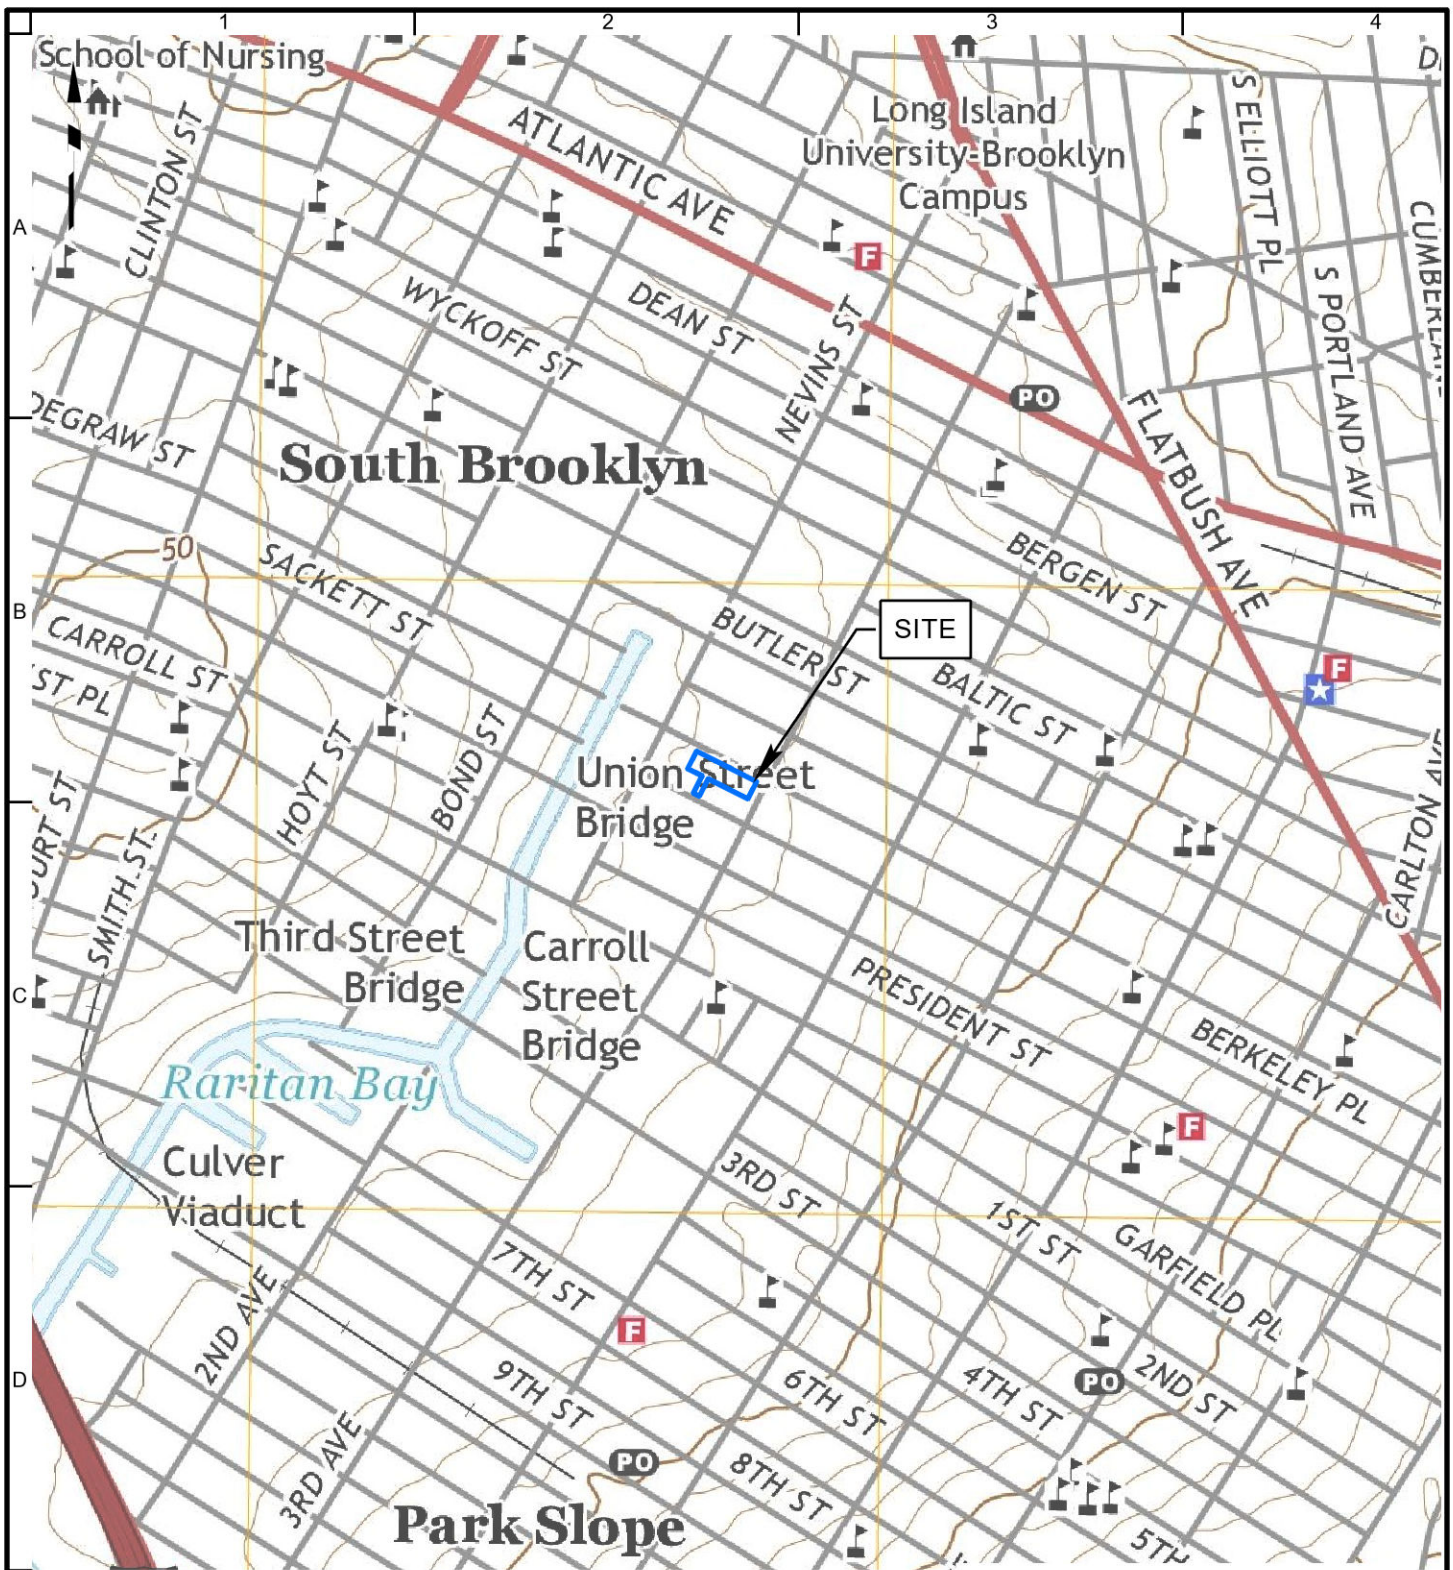 1 2 3 4
School of Nursing
CLINTON ST
ATLANTIC AVE
Long Island
University-Brooklyn
Campus
S ELLIOTT PL
S PORTLAND AVE
A
F
WYCKOFF ST
DEAN ST
NEVINS ST
PO
FLATBUSH AVE
DEGRAW ST
South Brooklyn
50
SACKETT ST
BERGEN ST
B
SITE
CARROLL ST
ST PL
BUTLER ST
BALTIC ST
F
HOYT ST
BOND ST
Union Street
Bridge
CARLTON AVE
SMITH ST
Third Street
Bridge
Carroll
Street
Bridge
C
PRESIDENT ST
BERKELEY PL
Raritan Bay
F
Culver
Viaduct
3RD ST
1ST ST
GARFIELD PL
7TH ST
2ND AVE
F
D
9TH ST
6TH ST
4TH ST
PO
2ND ST
3RD AVE
PO
8TH ST
Park Slope
5TH